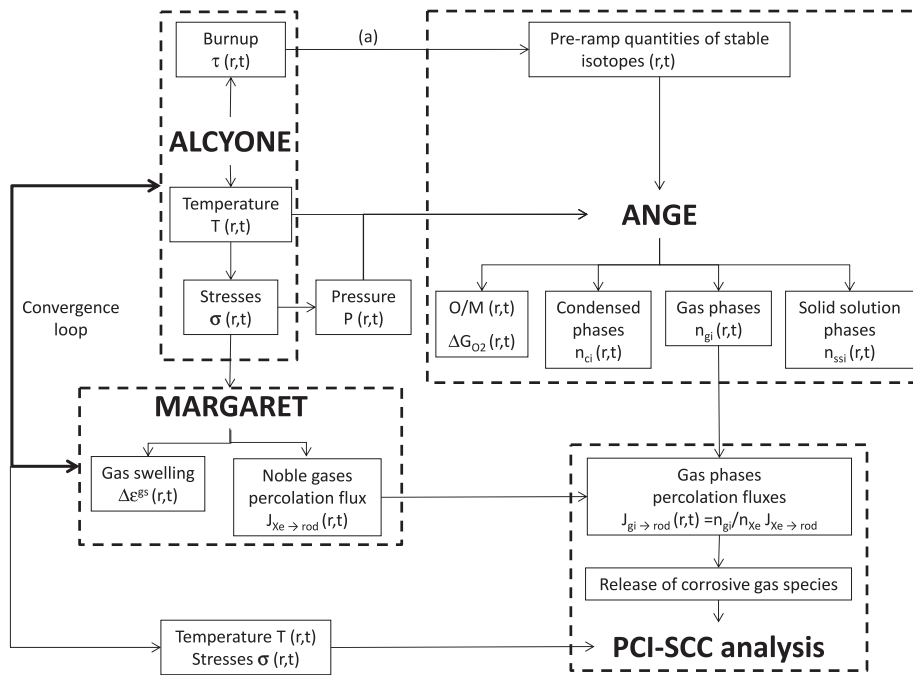 Burnup
τ (r,t)
(a)
Pre-ramp quantities of stable
isotopes (r,t)
ALCYONE
Temperature
T (r,t)
ANGE
Convergence
loop
Stresses
σ (r,t)
Pressure
P (r,t)
O/M (r,t)
ΔG_O2 (r,t)
Condensed
phases
n_ci (r,t)
Gas phases
n_gi (r,t)
Solid solution
phases
n_ssi (r,t)
MARGARET
Gas swelling
Δε^gs (r,t)
Noble gases
percolation flux
J_Xe → rod (r,t)
Gas phases
percolation fluxes
J_gi → rod (r,t) =n_gi/n_Xe J_Xe → rod
Release of corrosive gas species
Temperature T (r,t)
Stresses σ (r,t)
PCI-SCC analysis